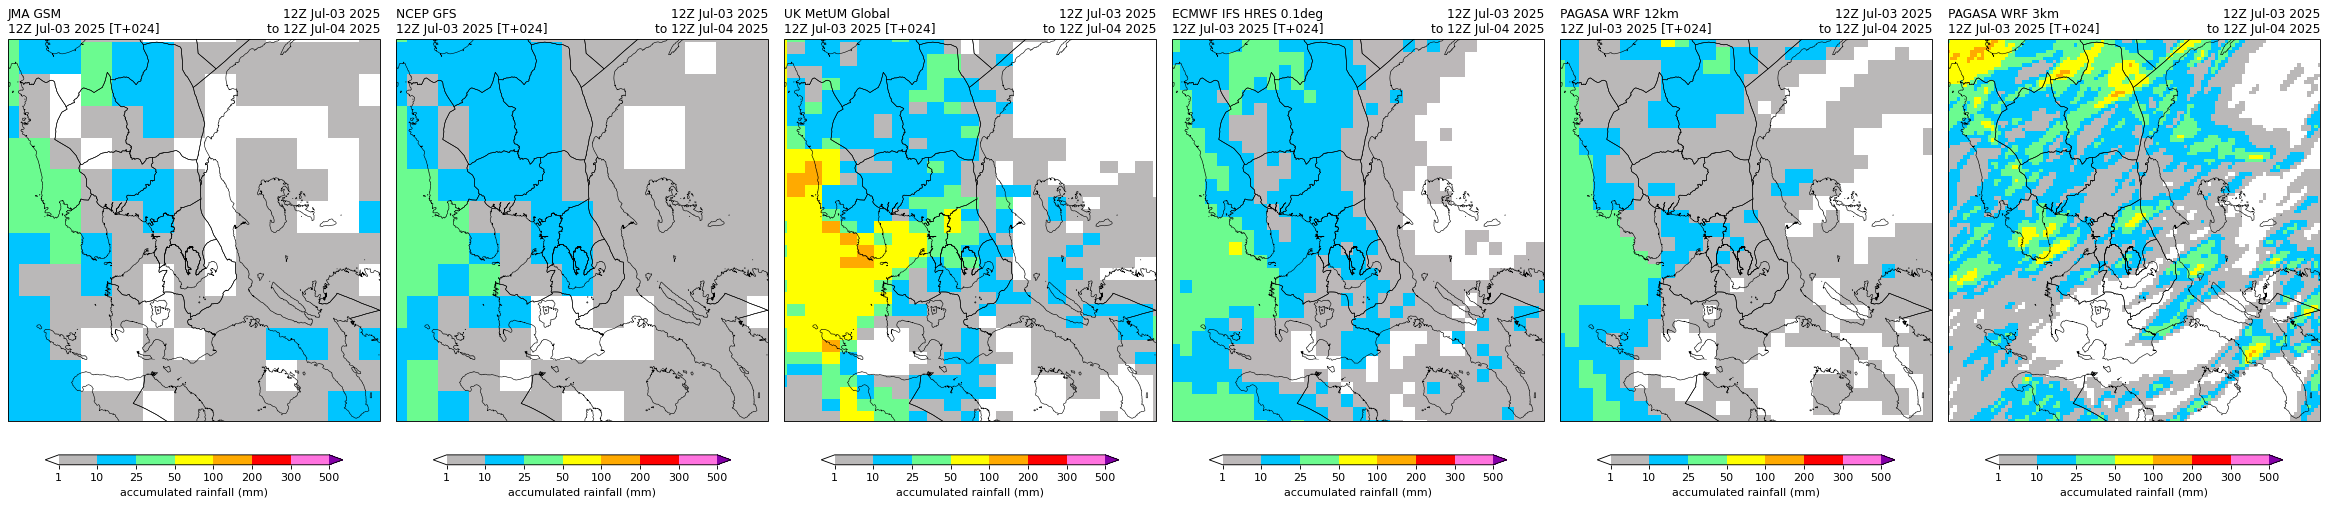 JMA GSM 12Z Jul-03 2025
12Z Jul-03 2025 [T+024] to 12Z Jul-04 2025
1 10 25 50 100 200 300 500
accumulated rainfall (mm)
NCEP GFS 12Z Jul-03 2025
12Z Jul-03 2025 [T+024] to 12Z Jul-04 2025
1 10 25 50 100 200 300 500
accumulated rainfall (mm)
UK MetUM Global 12Z Jul-03 2025
12Z Jul-03 2025 [T+024] to 12Z Jul-04 2025
1 10 25 50 100 200 300 500
accumulated rainfall (mm)
ECMWF IFS HRES 0.1deg 12Z Jul-03 2025
12Z Jul-03 2025 [T+024] to 12Z Jul-04 2025
1 10 25 50 100 200 300 500
accumulated rainfall (mm)
PAGASA WRF 12km 12Z Jul-03 2025
12Z Jul-03 2025 [T+024] to 12Z Jul-04 2025
1 10 25 50 100 200 300 500
accumulated rainfall (mm)
PAGASA WRF 3km 12Z Jul-03 2025
12Z Jul-03 2025 [T+024] to 12Z Jul-04 2025
1 10 25 50 100 200 300 500
accumulated rainfall (mm)